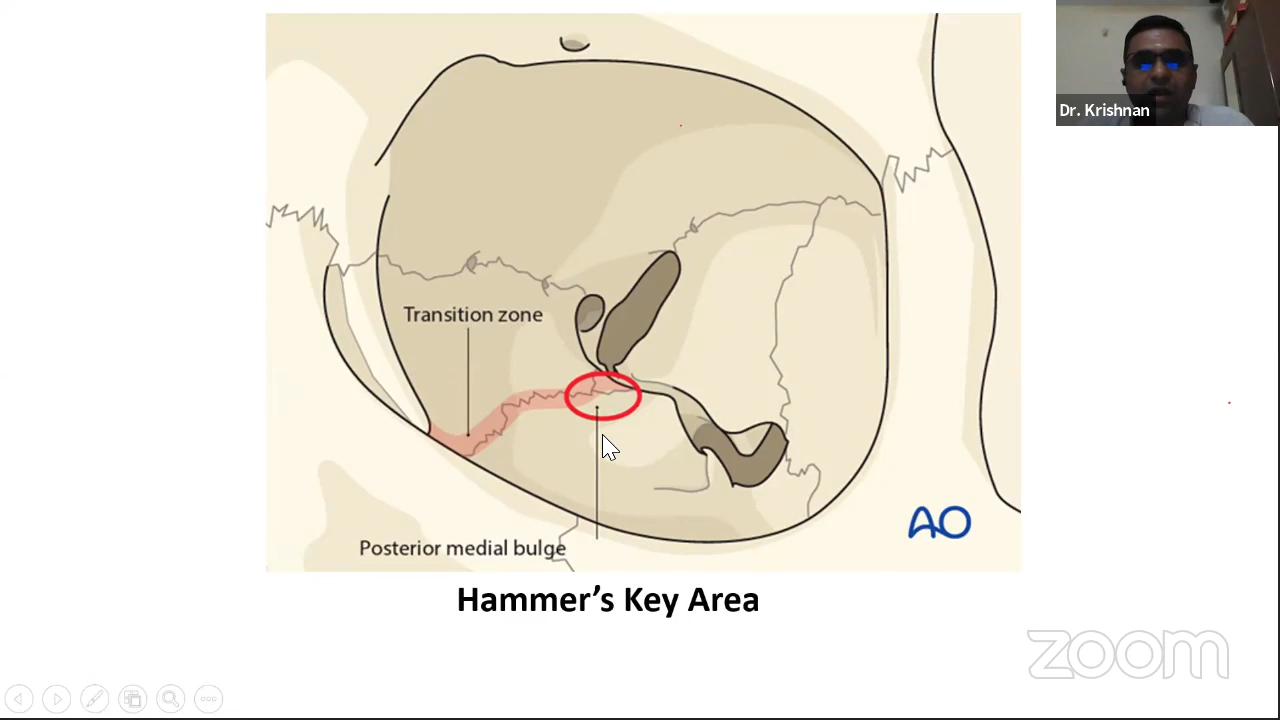 Dr. Krishnan
Transition zone
Posterior medial bulge
AO
Hammer's Key Area
zoom